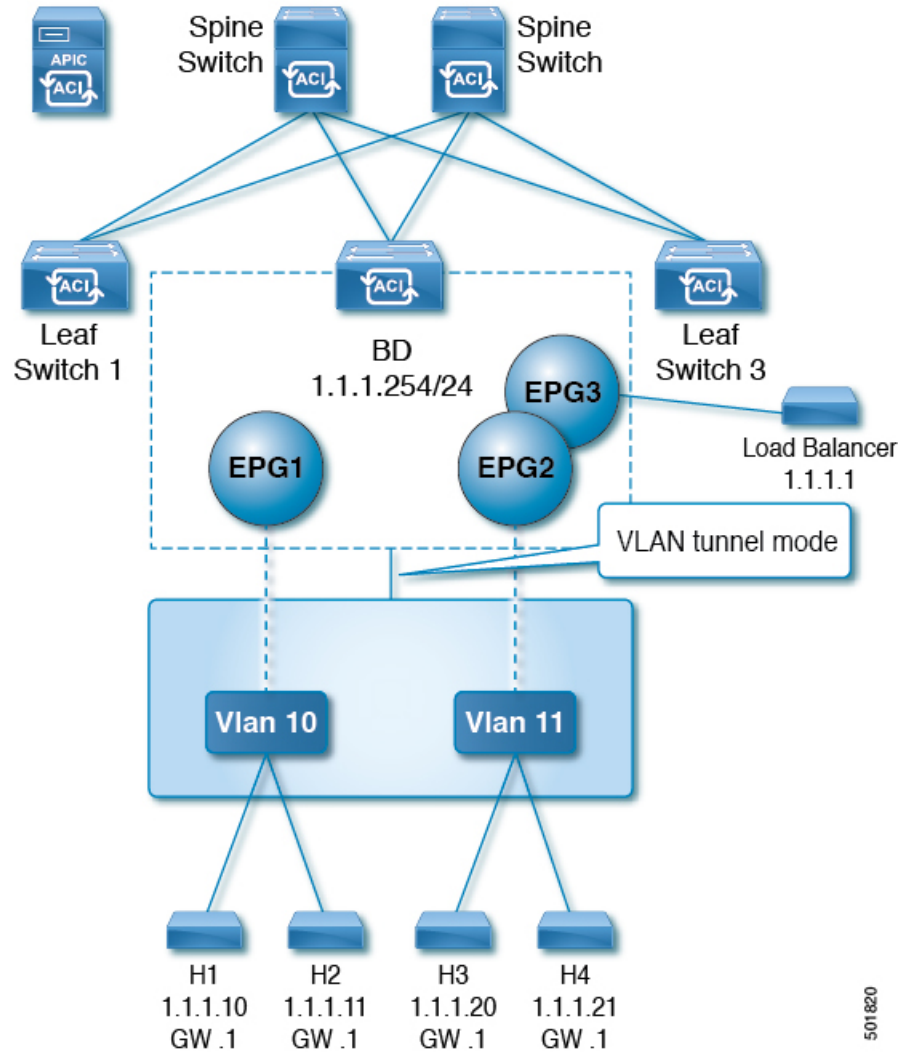 APIC
ACI
Spine
Switch
ACI
Spine
Switch
ACI
ACI
Leaf
Switch 1
ACI
ACI
Leaf
Switch 3
BD
1.1.1.254/24
EPG1
EPG3
EPG2
Load Balancer
1.1.1.1
VLAN tunnel mode
Vlan 10
Vlan 11
H1
1.1.1.10
GW .1
H2
1.1.1.11
GW .1
H3
1.1.1.20
GW .1
H4
1.1.1.21
GW .1
501820